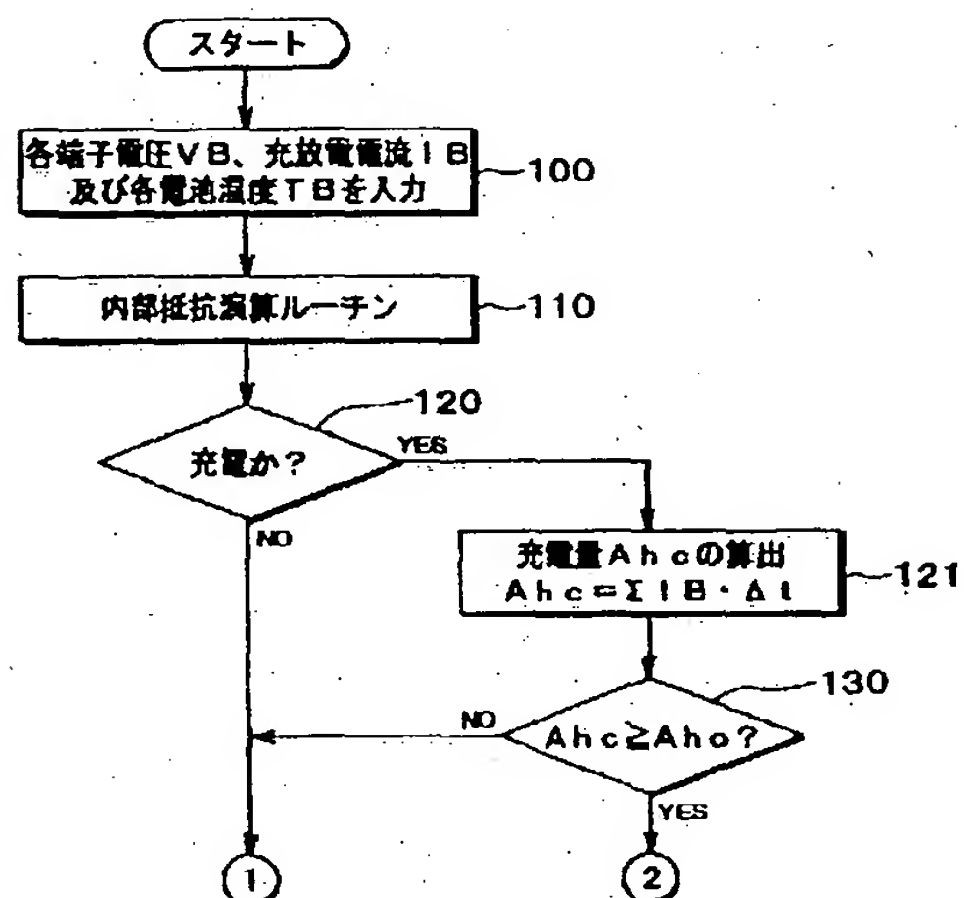 スタート
各端子電圧VB、充放電電流IB
及び各電池温度TBを入力
100
内部抵抗演算ルーチン
110
120
充電か?
YES
NO
充電量Ahcの算出
Ahc=ΣIB・Δt
121
130
Ahc≧Aho?
NO
YES
1
2